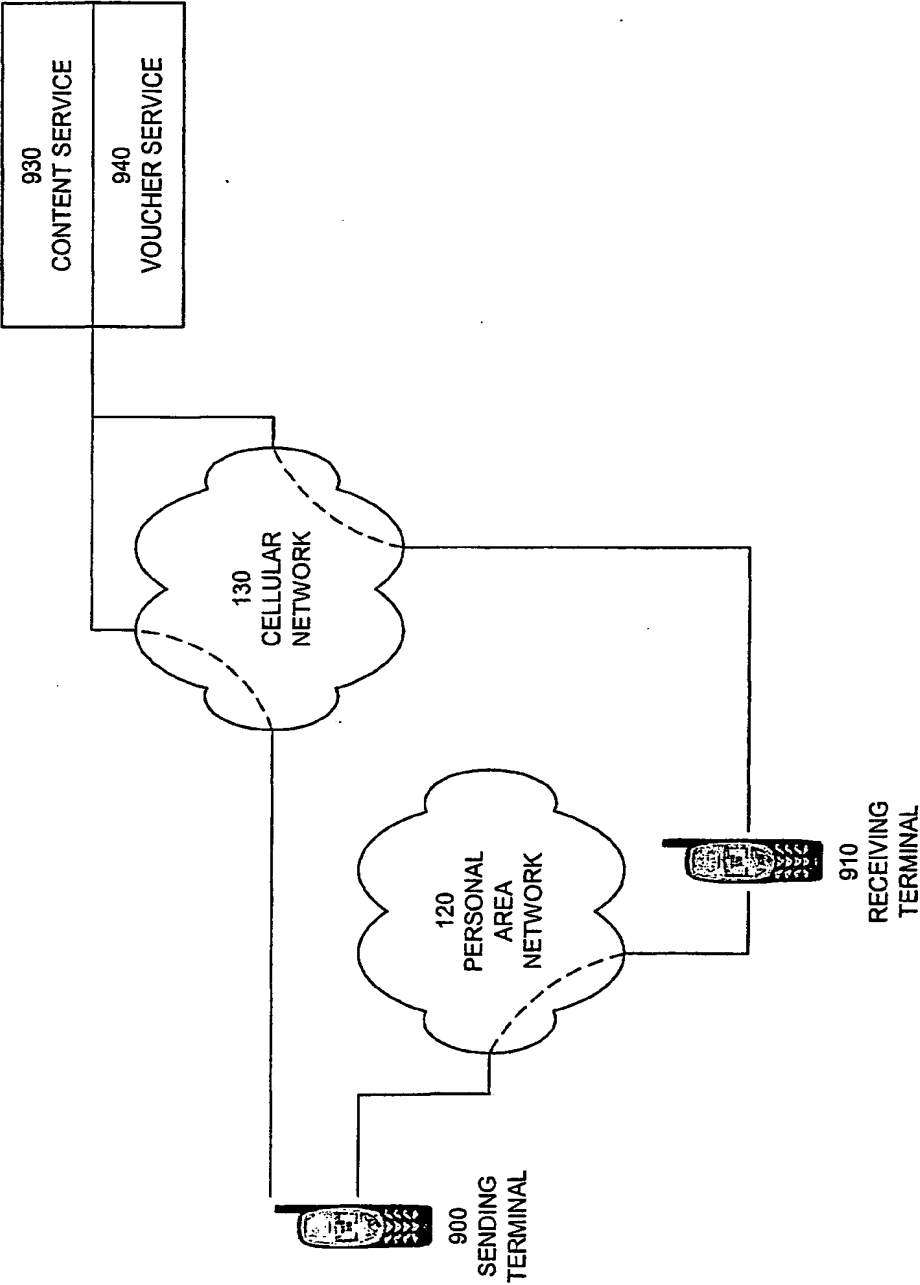 930
CONTENT SERVICE
940
VOUCHER SERVICE
130
CELLULAR
NETWORK
120
PERSONAL
AREA
NETWORK
900
SENDING
TERMINAL
910
RECEIVING
TERMINAL